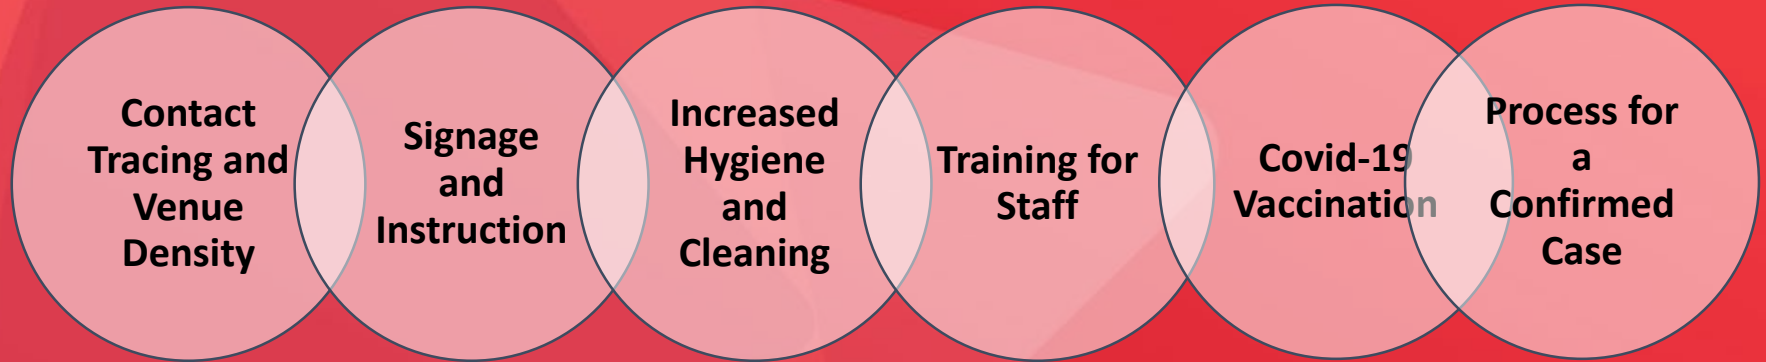 Contact
Tracing and
Venue
Density
Signage
and
Instruction
Increased
Hygiene
and
Cleaning
Training for
Staff
Covid-19
Vaccination
Process for
a
Confirmed
Case